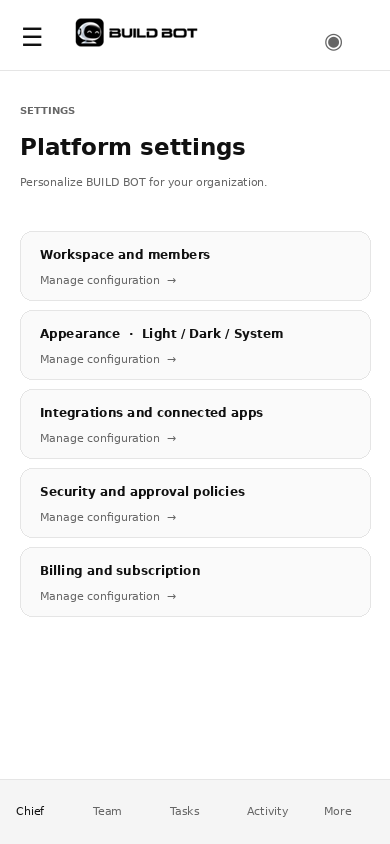 ☰ BUILD BOT ◉
SETTINGS
Platform settings
Personalize BUILD BOT for your organization.
Workspace and members
Manage configuration →
Appearance · Light / Dark / System
Manage configuration →
Integrations and connected apps
Manage configuration →
Security and approval policies
Manage configuration →
Billing and subscription
Manage configuration →
Chief Team Tasks Activity More